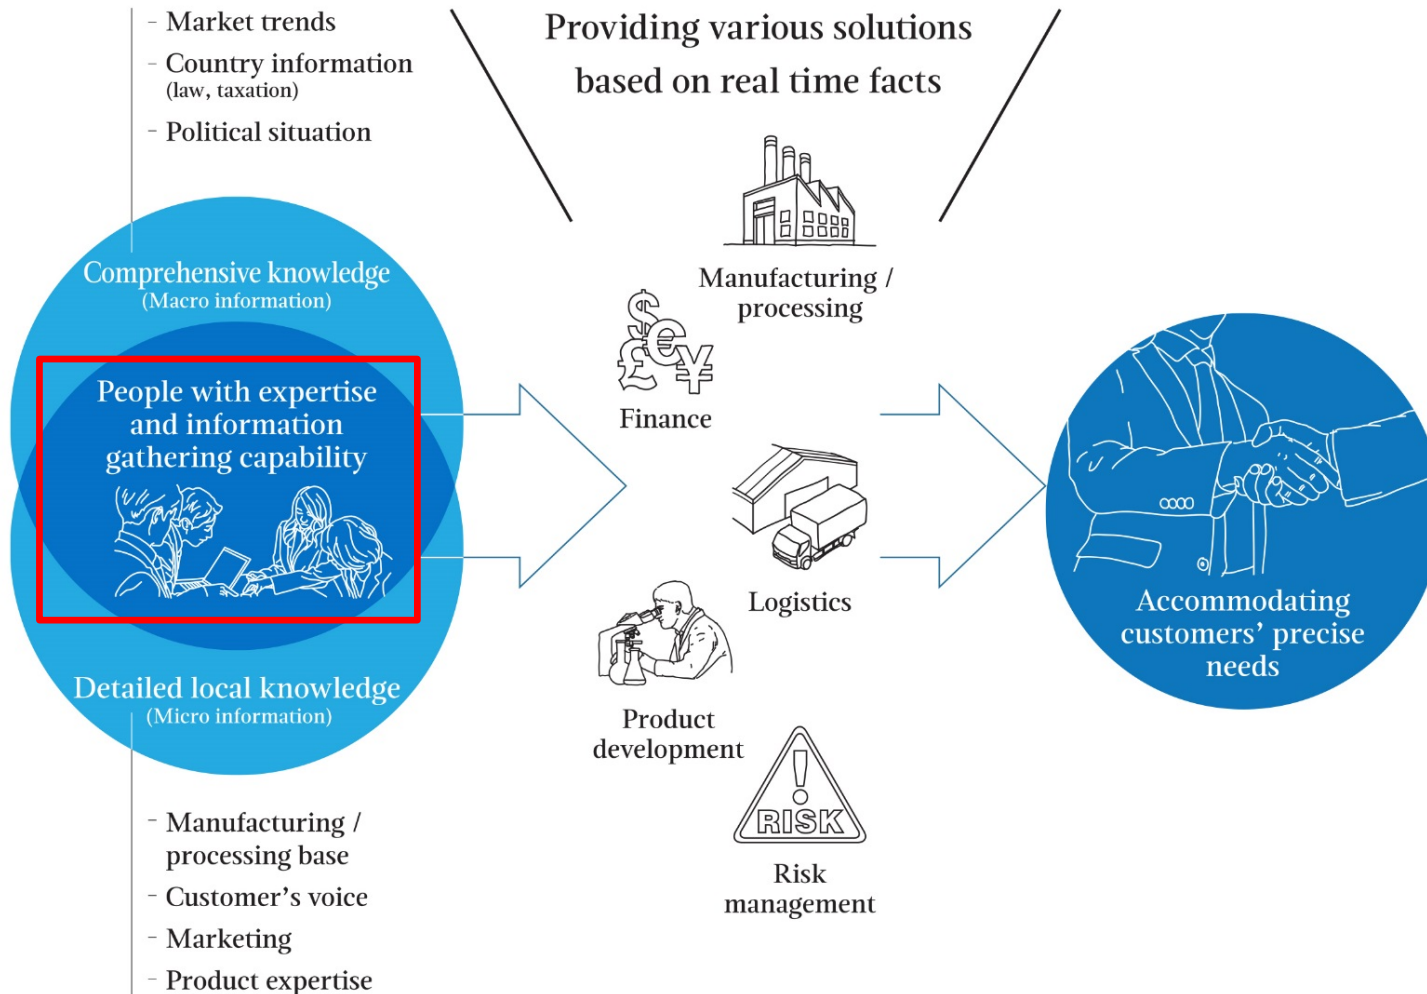 - Market trends
- Country information
(law, taxation)
- Political situation
Comprehensive knowledge
(Macro information)
People with expertise
and information
gathering capability
Detailed local knowledge
(Micro information)
- Manufacturing /
processing base
- Customer’s voice
- Marketing
- Product expertise
Providing various solutions
based on real time facts
Manufacturing /
processing
$
€
£
¥
Finance
Logistics
Product
development
!
RISK
Risk
management
Accommodating
customers’ precise
needs